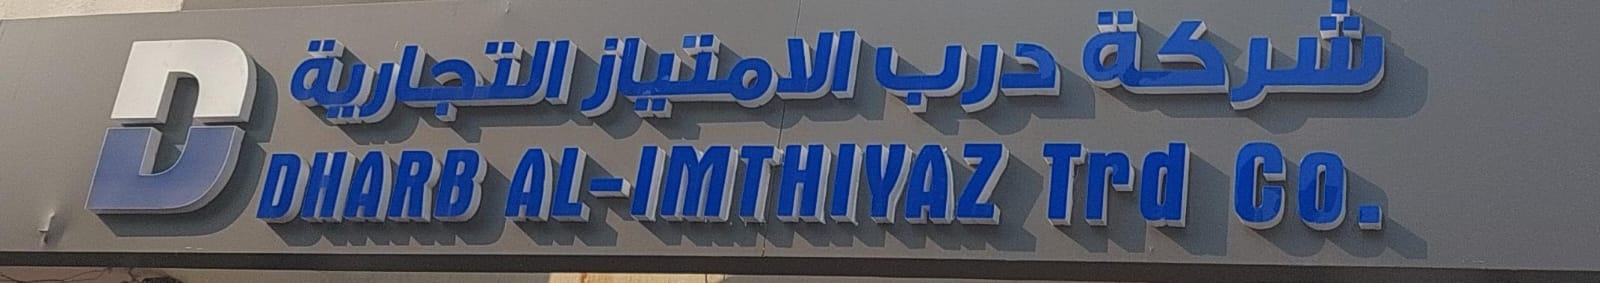 شركة درب الامتياز التجارية
DHARB AL-IMTHIYAZ Trd Co.